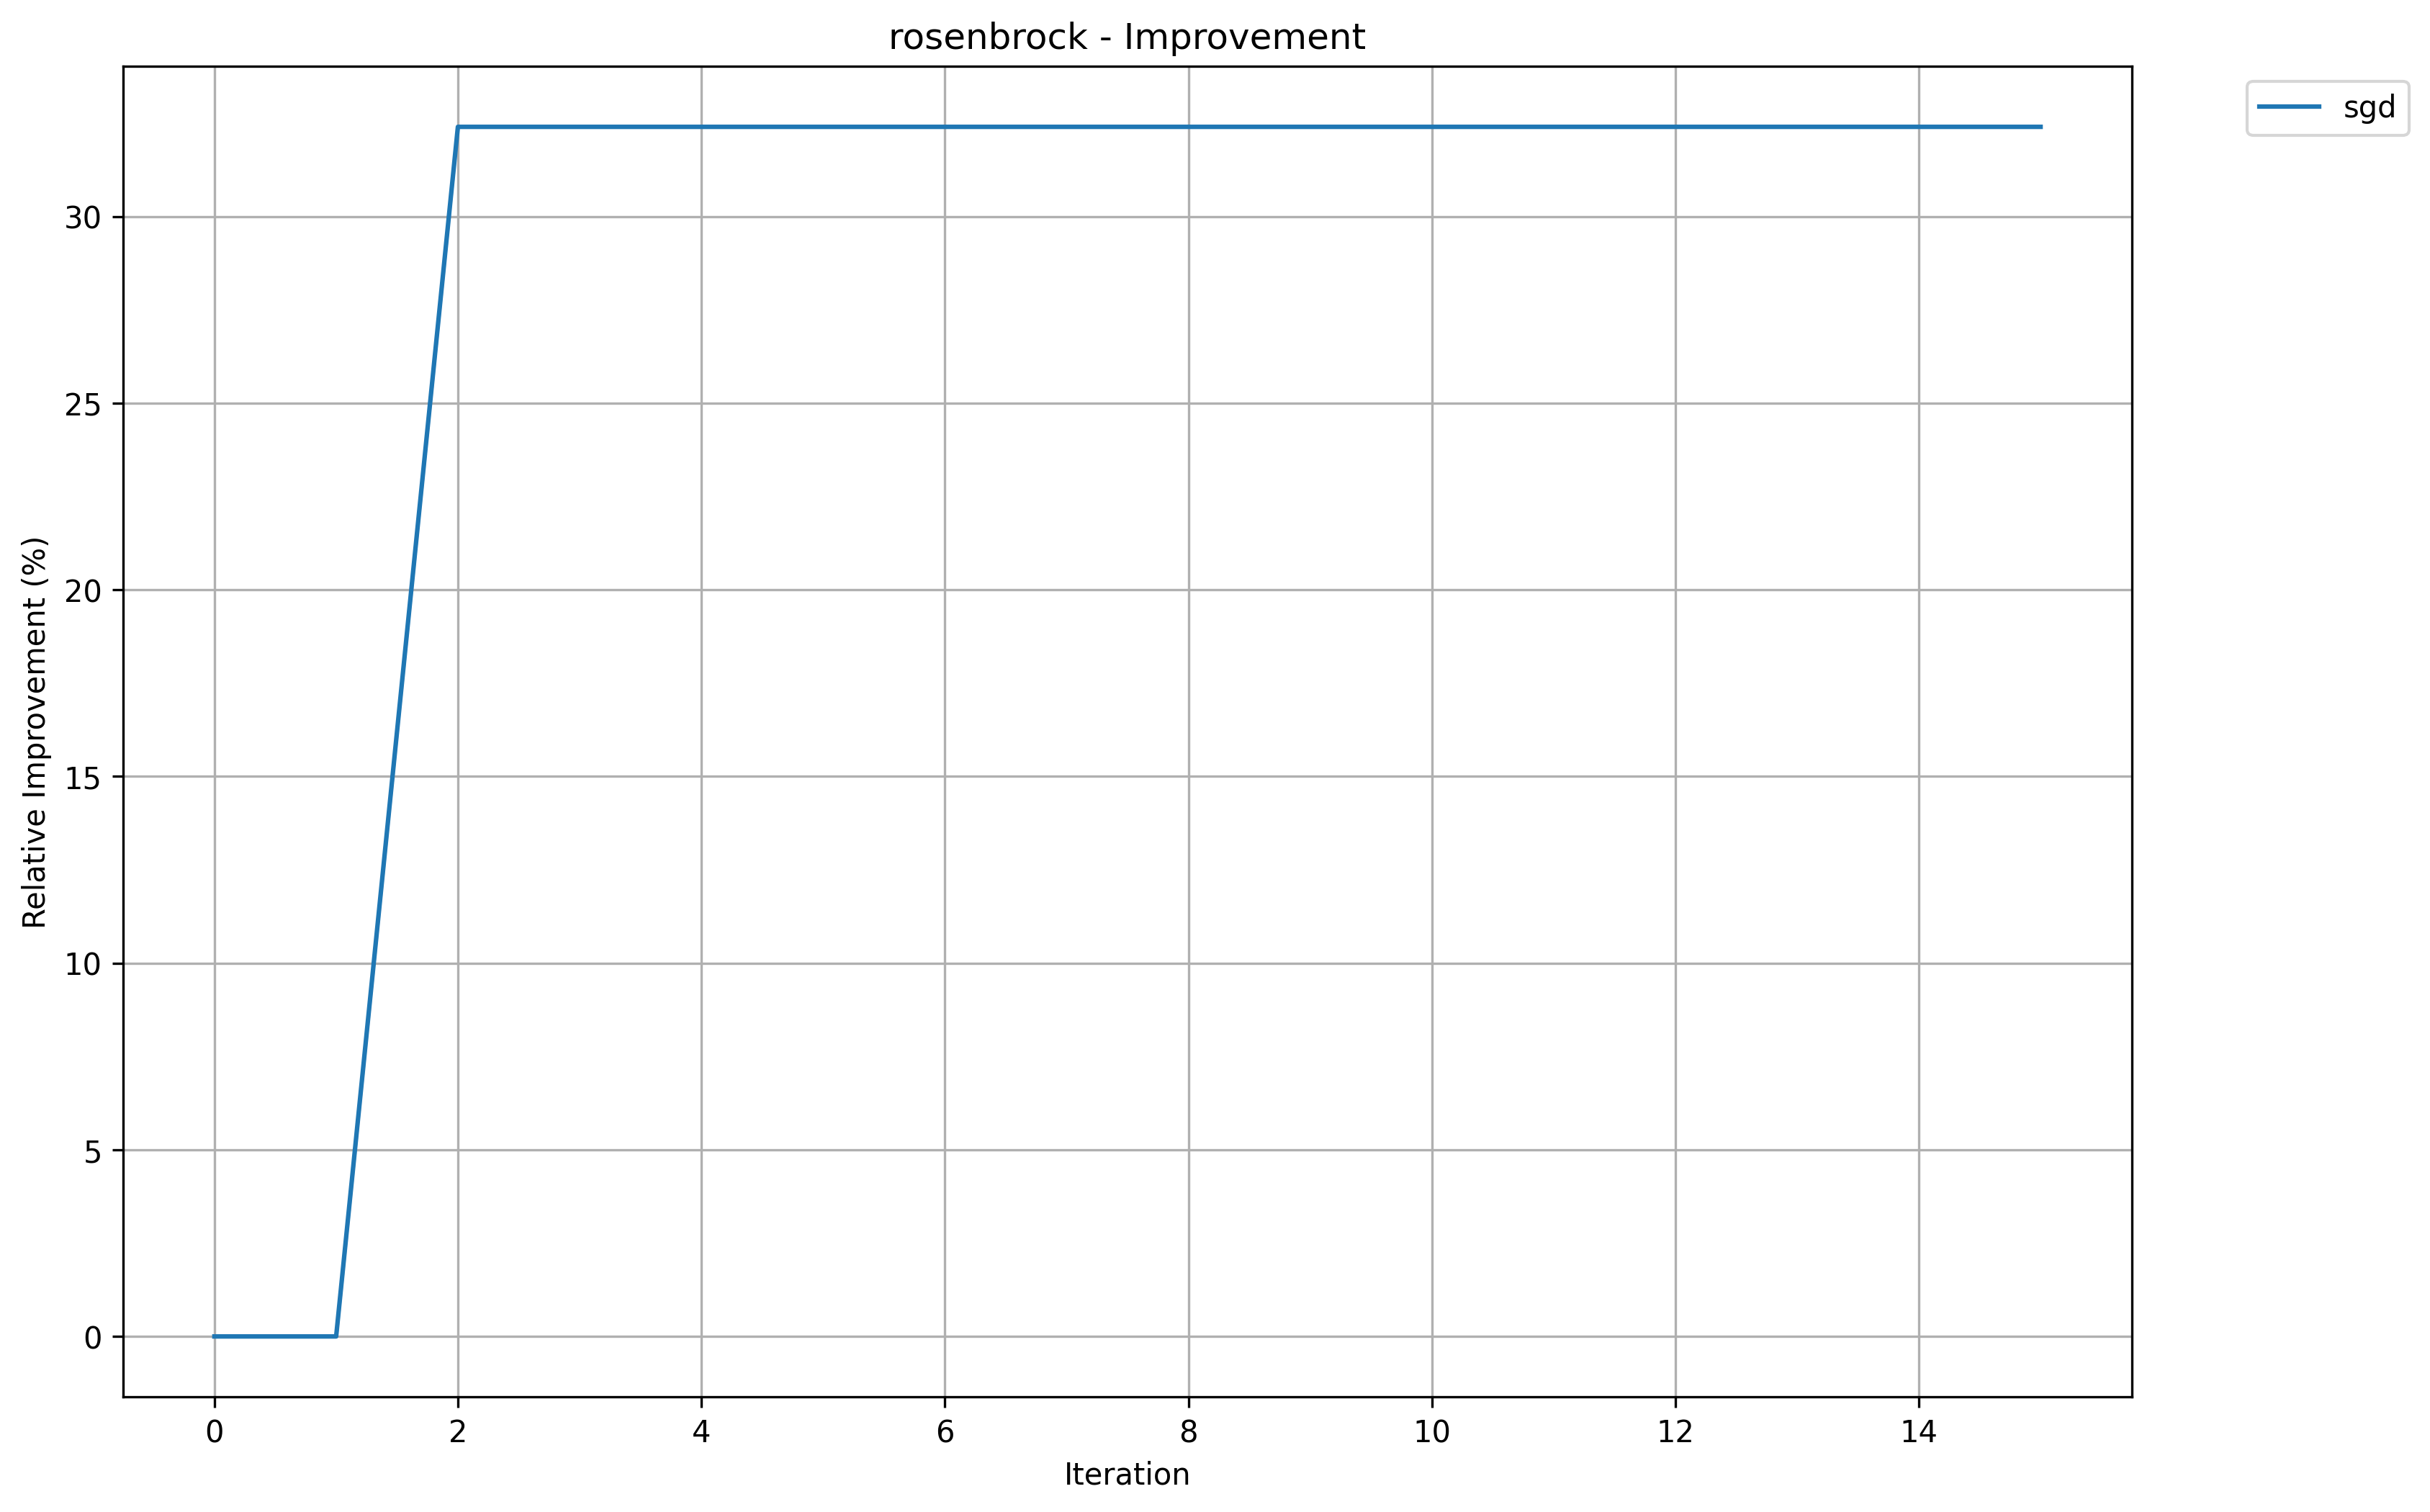 rosenbrock - Improvement
sgd
Relative Improvement (%)
30
25
20
15
10
5
0
0 2 4 6 8 10 12 14
Iteration